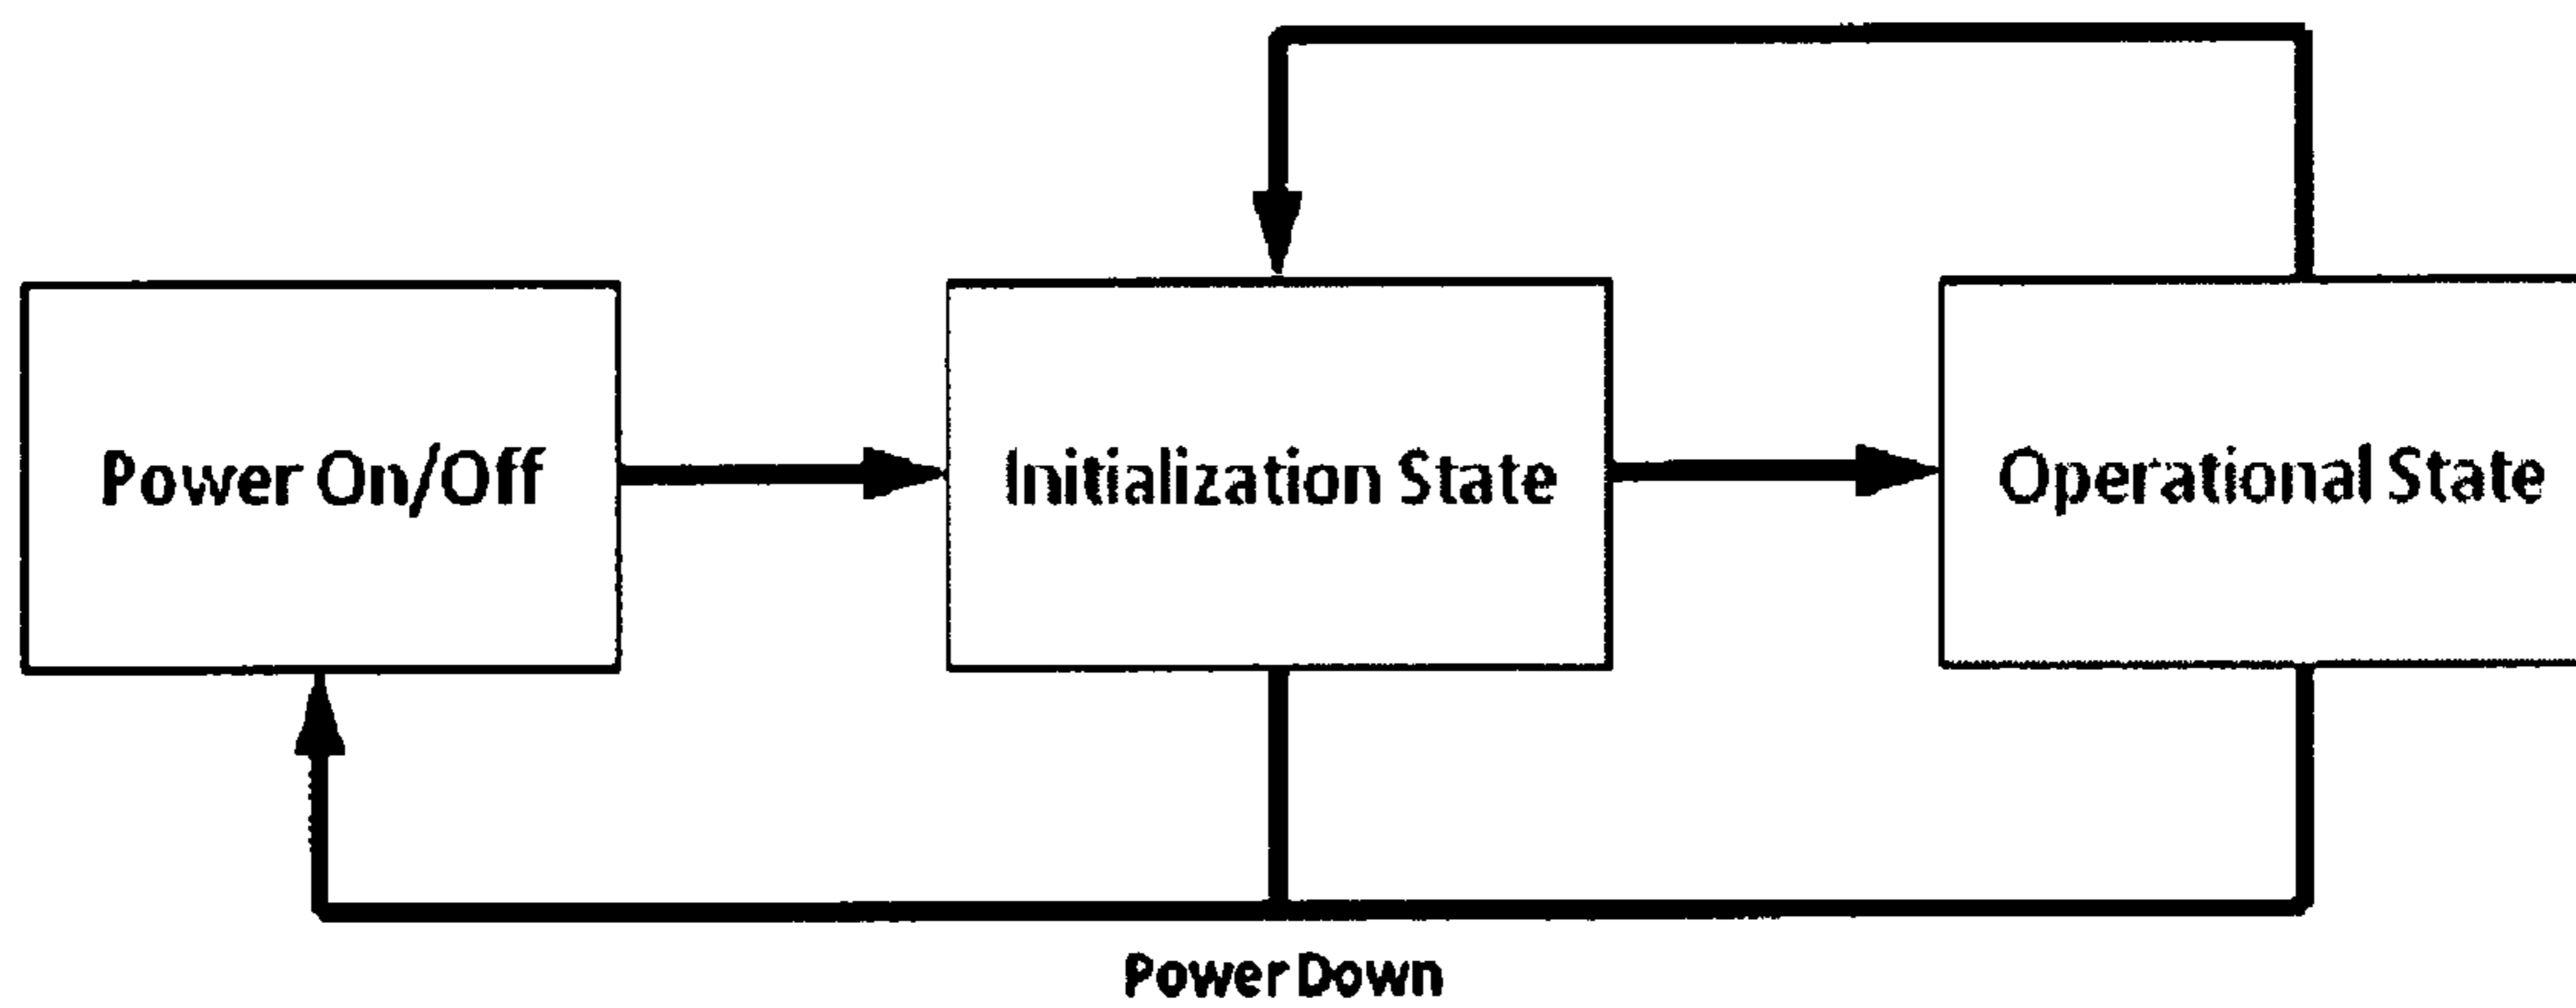 Power On/Off
Initialization State
Operational State
Power Down